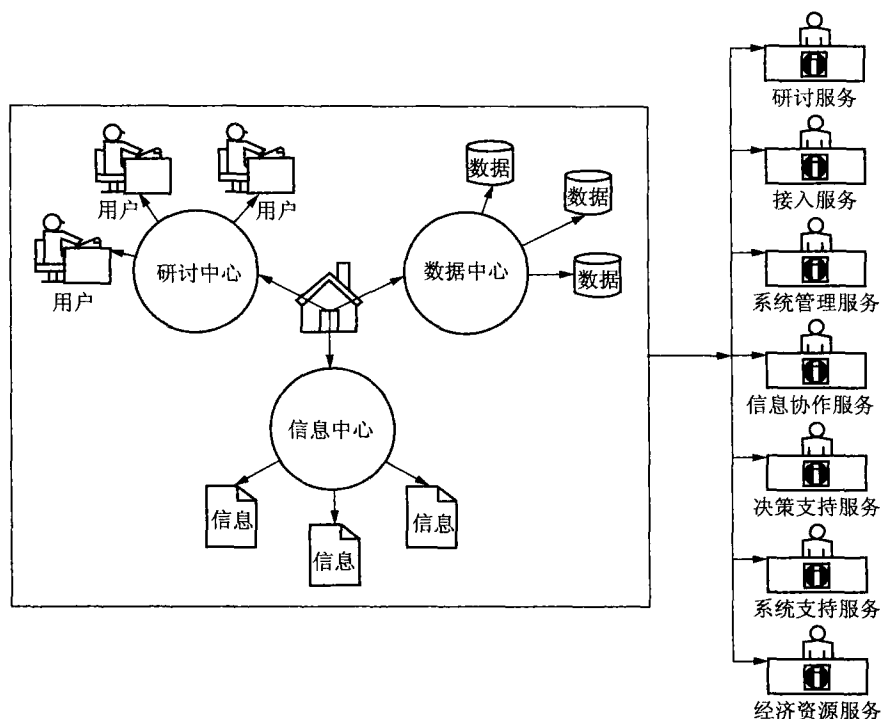 用户
用户
用户
研讨中心
数据
数据
数据
数据中心
信息中心
信息
信息
信息
研讨服务
接入服务
系统管理服务
信息协作服务
决策支持服务
系统支持服务
经济资源服务